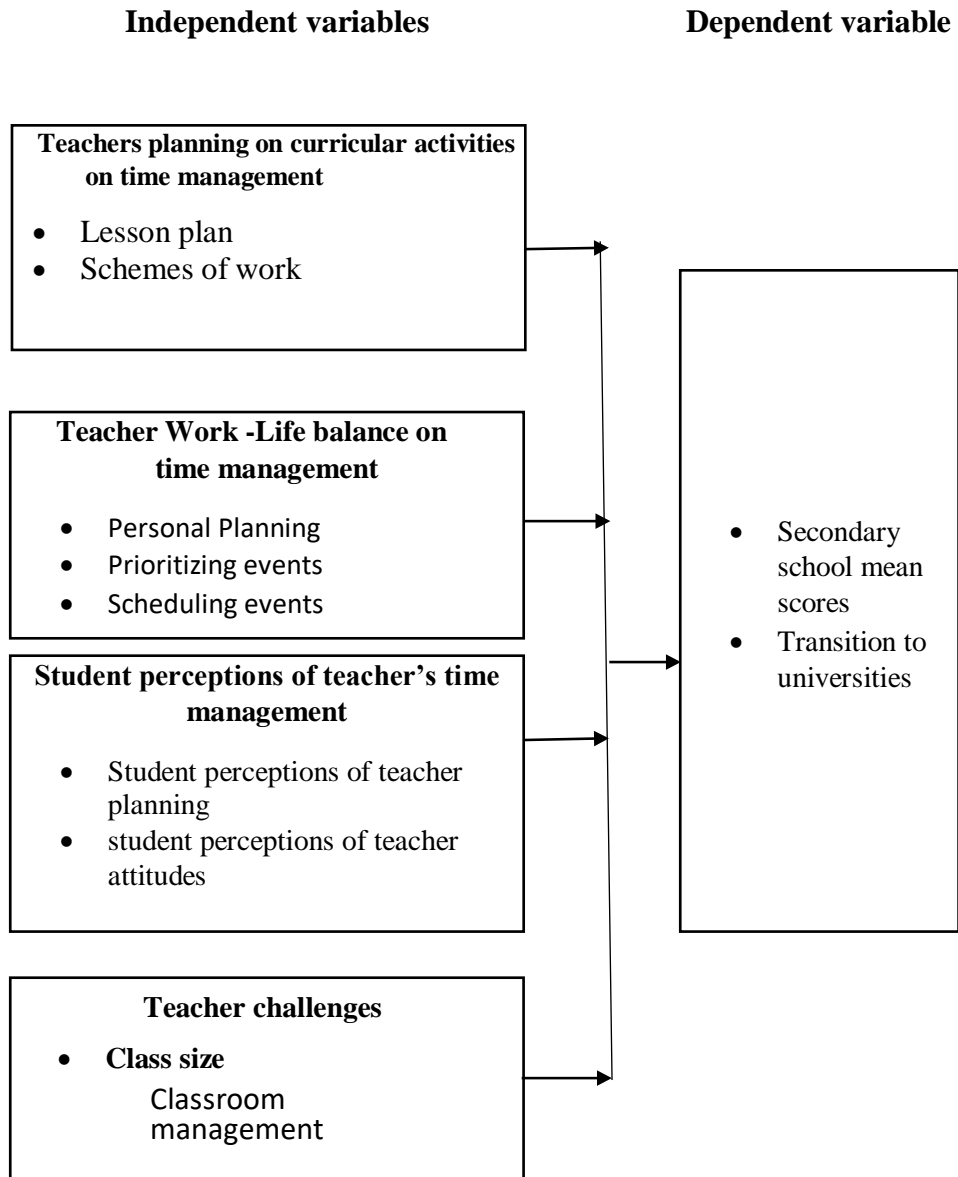 Independent variables
Dependent variable
Teachers planning on curricular activities
on time management
• Lesson plan
• Schemes of work
Teacher Work -Life balance on
time management
• Personal Planning
• Prioritizing events
• Scheduling events
Student perceptions of teacher’s time
management
• Student perceptions of teacher
planning
• student perceptions of teacher
attitudes
Teacher challenges
• Class size
Classroom
management
• Secondary
school mean
scores
• Transition to
universities